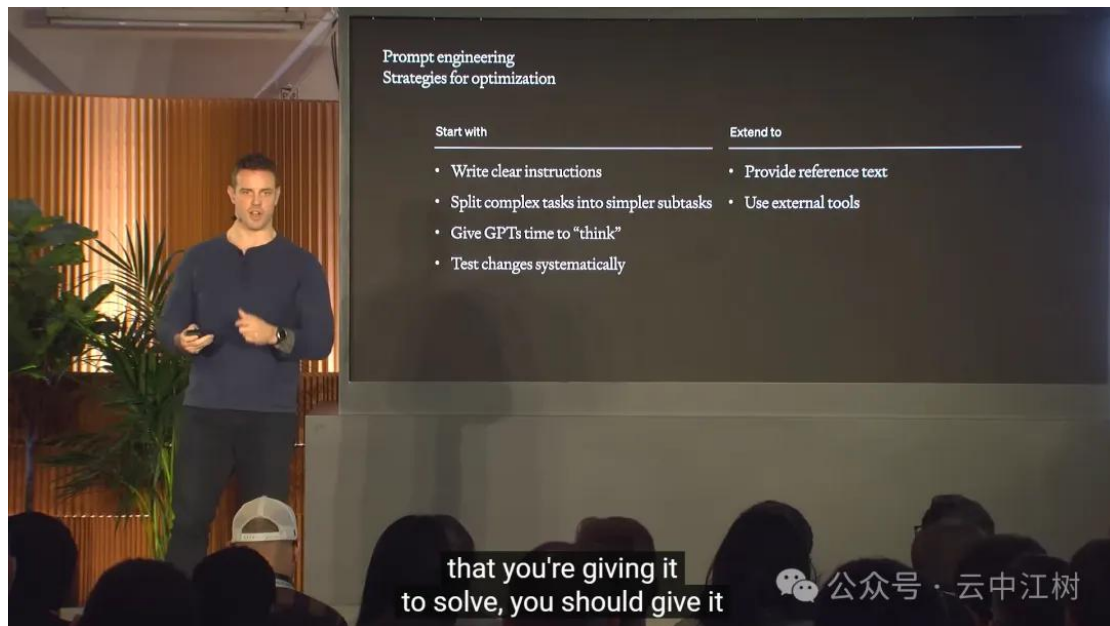 Prompt engineering
Strategies for optimization
Start with
• Write clear instructions
• Split complex tasks into simpler subtasks
• Give GPTs time to “think”
• Test changes systematically
Extend to
• Provide reference text
• Use external tools
that you're giving it
to solve, you should give it
公众号 · 云中江树